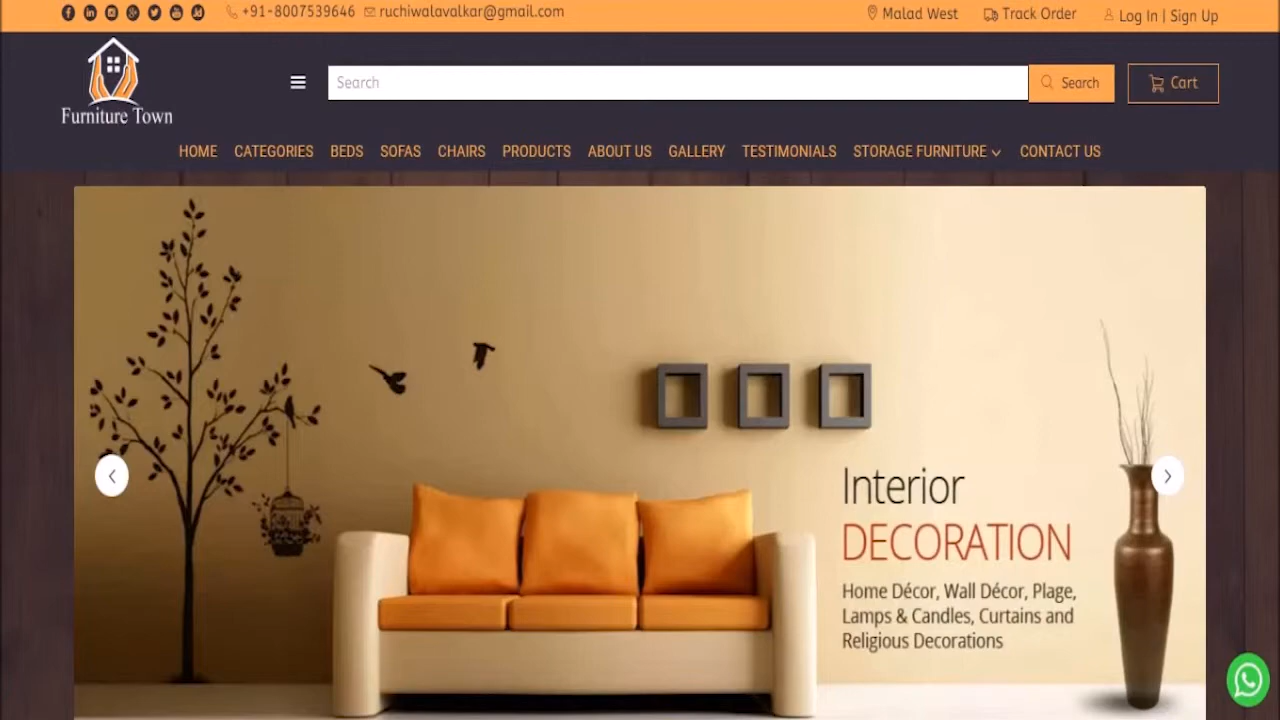 +91-8007539646 ruchiwalavalkar@gmail.com Malad West Track Order Log In | Sign Up
Furniture Town
Search Search Cart
HOME CATEGORIES BEDS SOFAS CHAIRS PRODUCTS ABOUT US GALLERY TESTIMONIALS STORAGE FURNITURE CONTACT US
Interior
DECORATION
Home Décor, Wall Décor, Plage,
Lamps & Candles, Curtains and
Religious Decorations